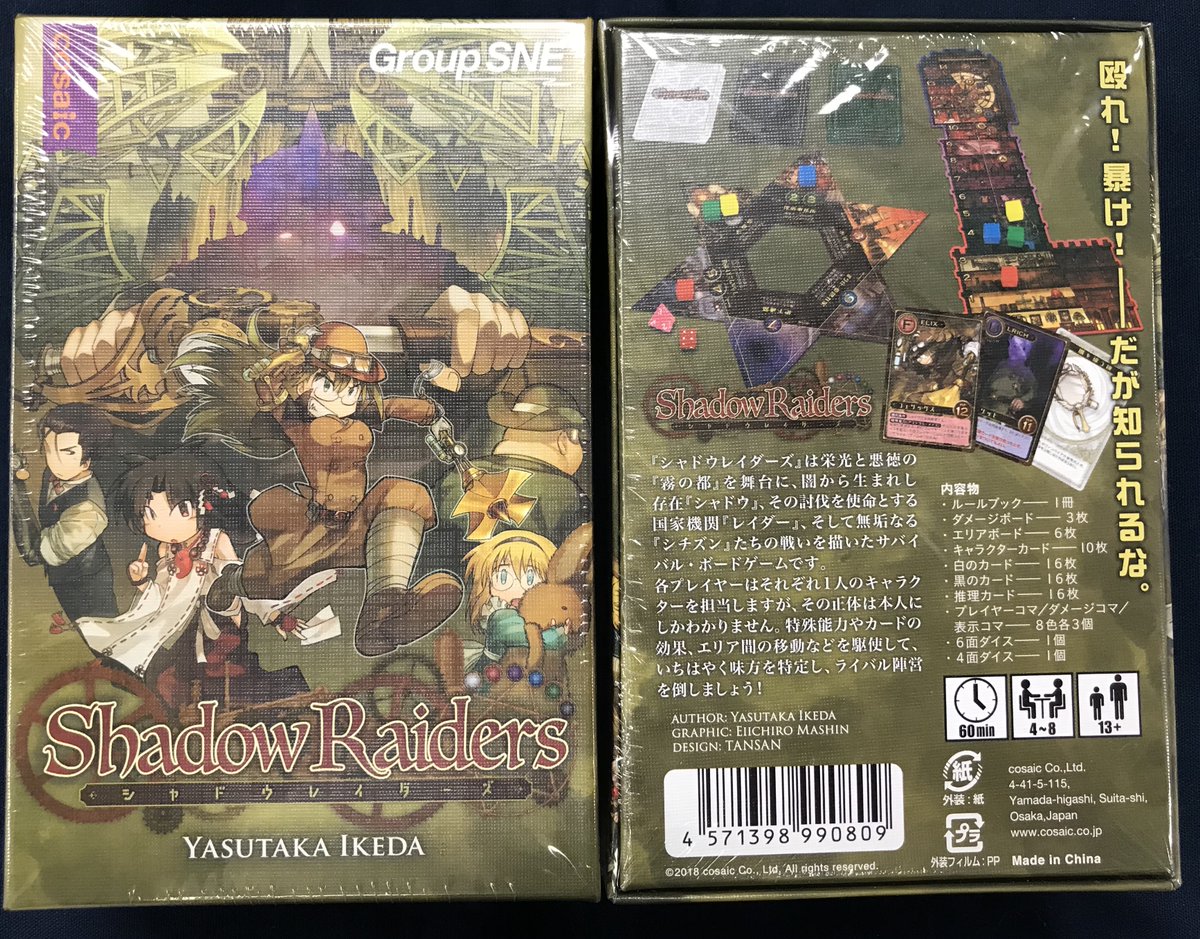 cosaic
Group SNE
Shadow Raiders
シャドウレイダーズ
YASUTAKA IKEDA
殴れ！暴け！――だが知られるな。
FELIX
フェリックス
12
11
Shadow Raiders
シャドウレイダーズ
『シャドウレイダーズ』は栄光と悪徳の
『霧の都』を舞台に、闇から生まれし
存在『シャドウ』、その討伐を使命とする
国家機関『レイダー』、そして無垢なる
『シチズン』たちの戦いを描いたサバイ
バル・ボードゲームです。
各プレイヤーはそれぞれ1人のキャラク
ターを担当しますが、その正体は本人に
しかわかりません。特殊能力やカードの
効果、エリア間の移動などを駆使して、
いちはやく味方を特定し、ライバル陣営
を倒しましょう！
内容物
・ルールブック―― 1冊
・ダメージボード―― 3枚
・エリアボード―― 6枚
・キャラクターカード――10枚
・白のカード―― 16枚
・黒のカード―― 16枚
・推理カード―― 16枚
・プレイヤーコマ/ダメージコマ/
表示コマ―― 8色各3個
・6面ダイス―― 1個
・4面ダイス―― 1個
AUTHOR: YASUTAKA IKEDA
GRAPHIC: EIICHIRO MASHIN
DESIGN: TANSAN
60min
4~8
13+
4 571398 990809
©2018 cosaic Co., Ltd. All rights reserved.
紙
外装：紙
プラ
外装フィルム：PP
cosaic Co.,Ltd.
4-41-5-115,
Yamada-higashi, Suita-shi,
Osaka,Japan
www.cosaic.co.jp
Made in China